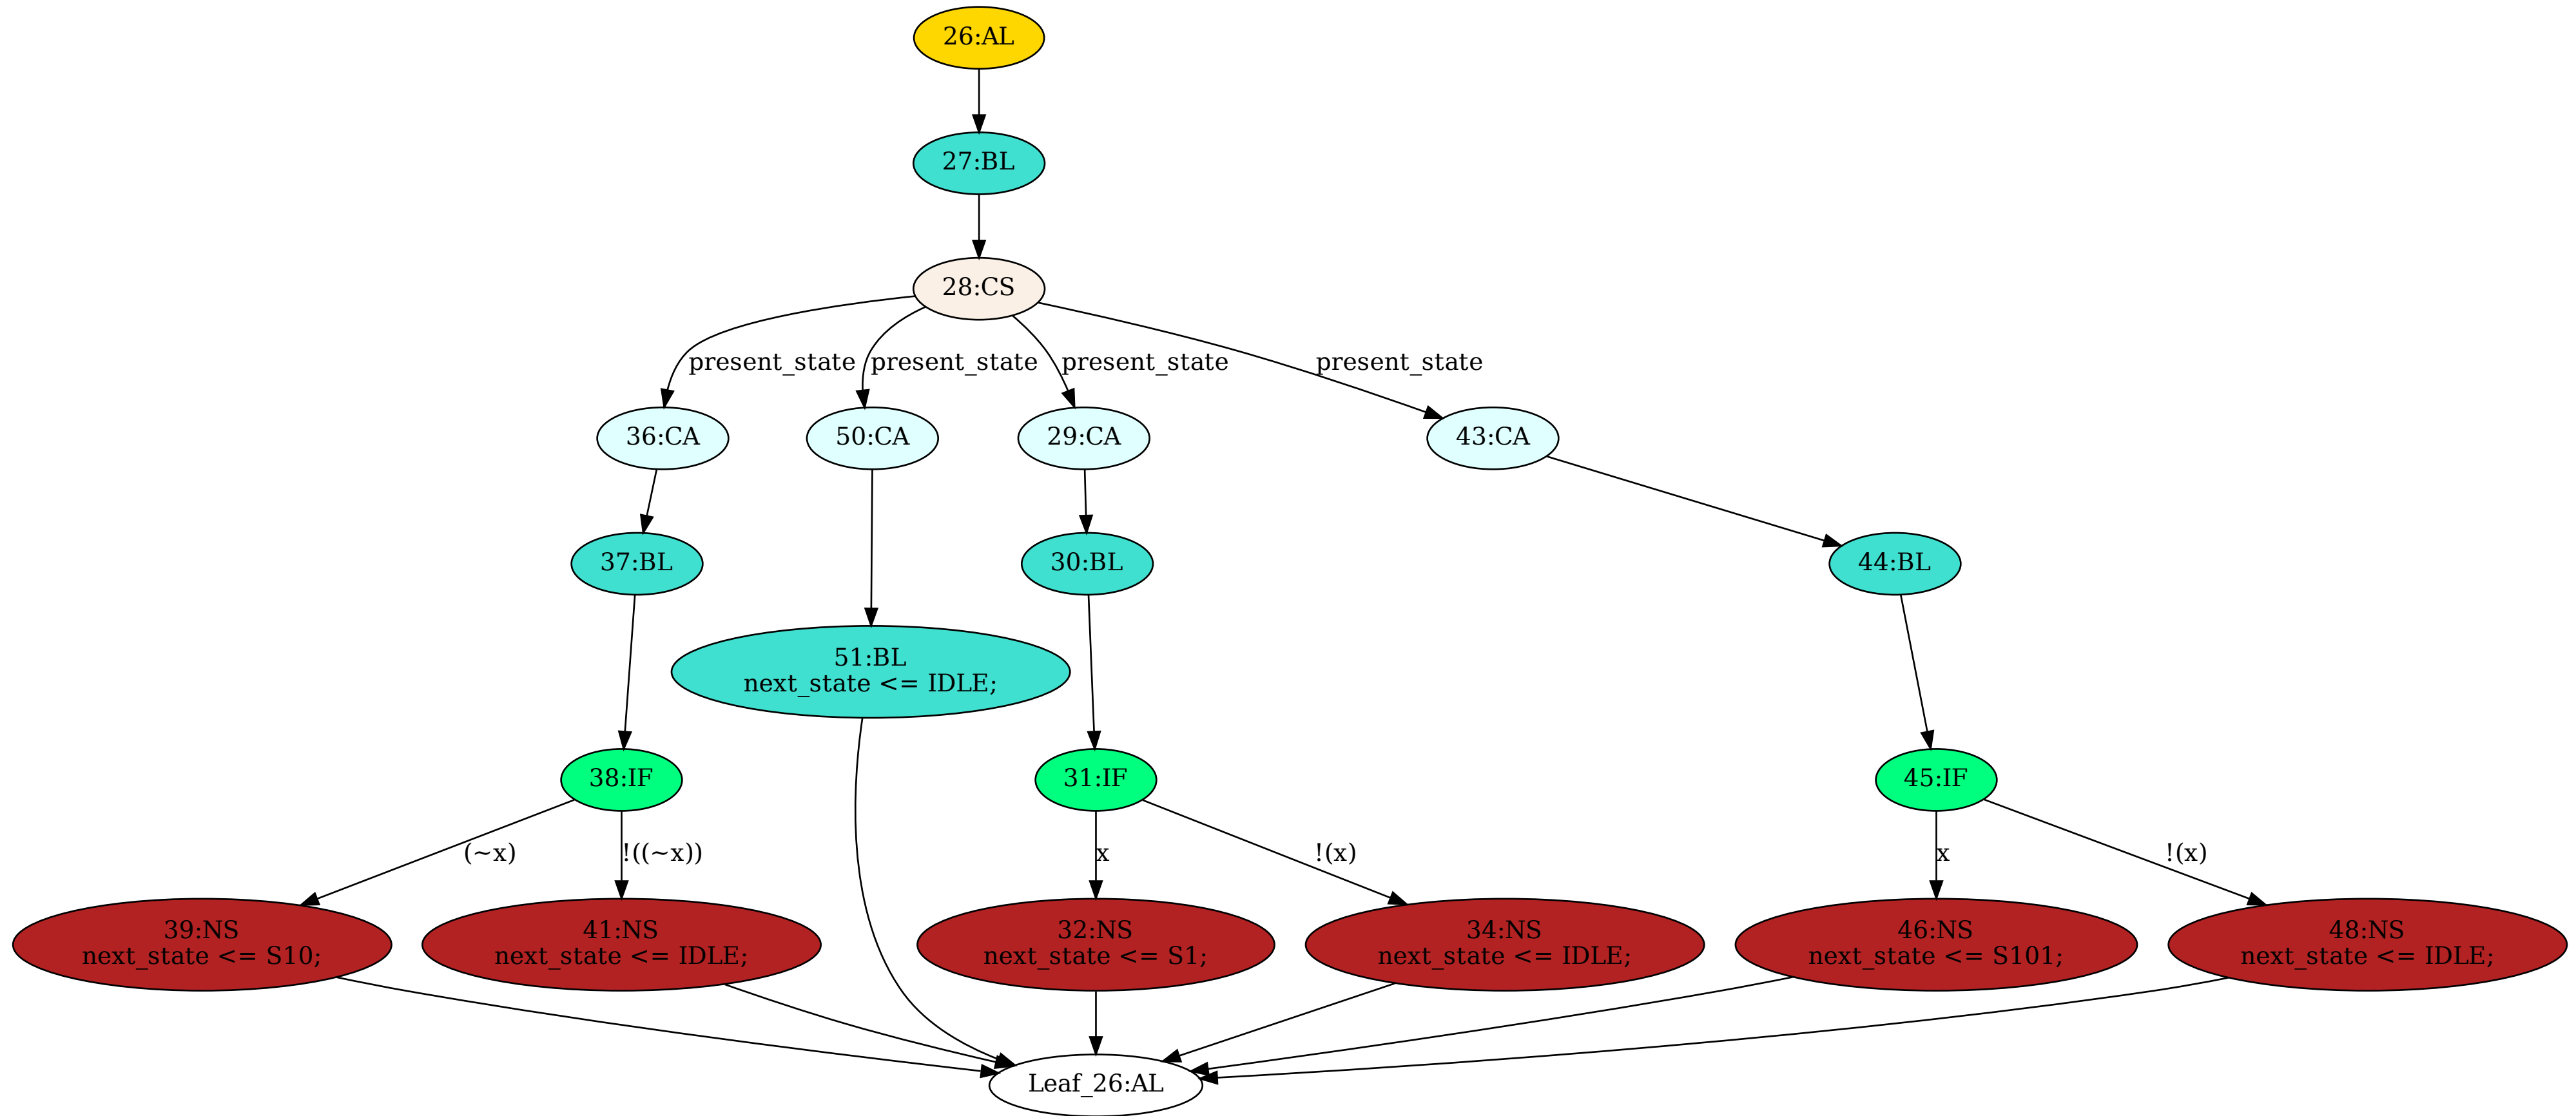 26:AL
27:BL
28:CS
present_state
present_state
present_state
present_state
36:CA
50:CA
29:CA
43:CA
37:BL
30:BL
44:BL
51:BL
next_state <= IDLE;
38:IF
31:IF
45:IF
(~x)
!((~x))
x
!(x)
x
!(x)
39:NS
next_state <= S10;
41:NS
next_state <= IDLE;
32:NS
next_state <= S1;
34:NS
next_state <= IDLE;
46:NS
next_state <= S101;
48:NS
next_state <= IDLE;
Leaf_26:AL